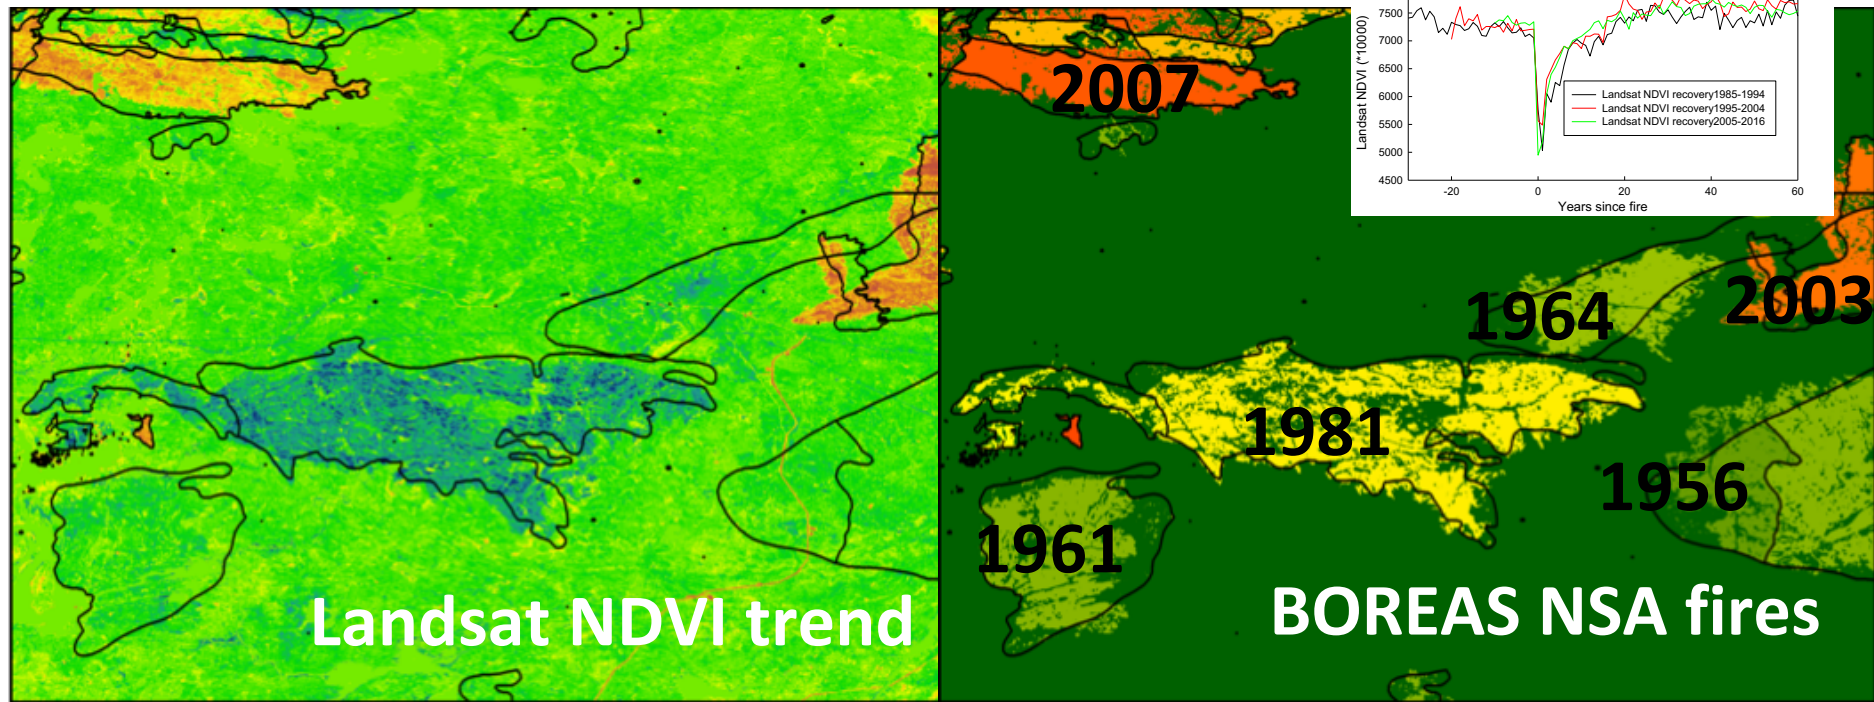 Landsat NDVI trend
2007
1964
2003
1981
1956
1961
BOREAS NSA fires
Landsat NDVI (*10000)
7500
7000
6500
6000
5500
5000
4500
-20
0
20
40
60
Years since fire
Landsat NDVI recovery1985-1994
Landsat NDVI recovery1995-2004
Landsat NDVI recovery2005-2016